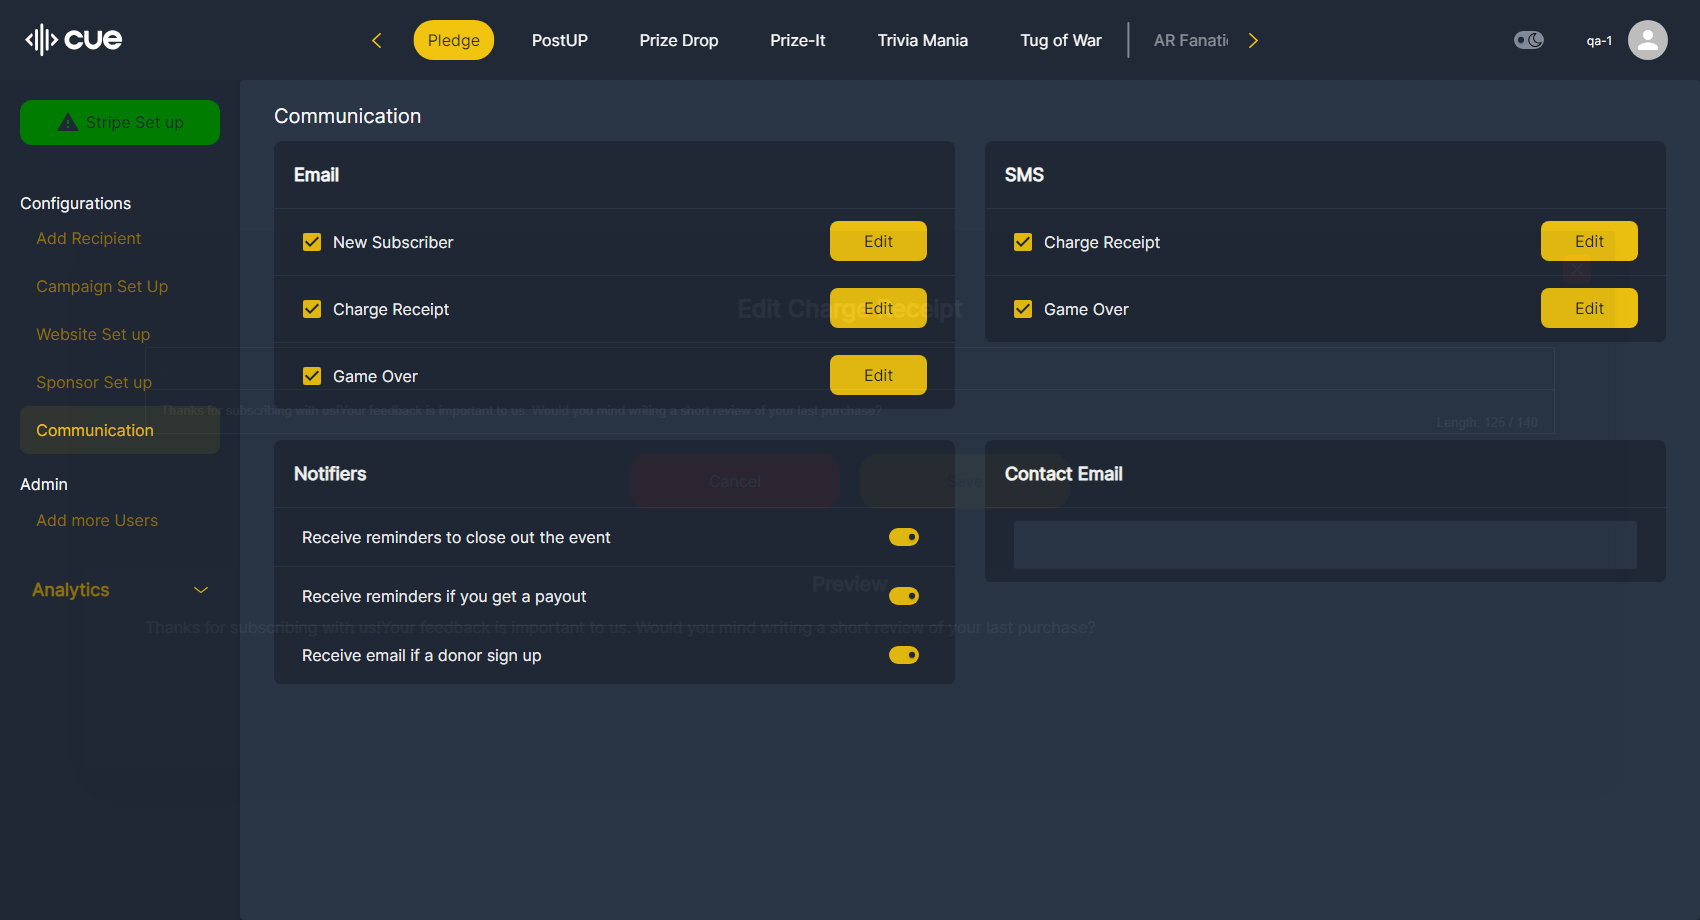 cue
Pledge
PostUP
Prize Drop
Prize-It
Trivia Mania
Tug of War
AR Fanati
qa-1
Stripe Set up
Configurations
Add Recipient
Campaign Set Up
Website Set up
Sponsor Set up
Communication
Admin
Add more Users
Analytics
Communication
Email
New Subscriber
Edit
Charge Receipt
Edit
Game Over
Edit
SMS
Charge Receipt
Edit
Game Over
Edit
Edit Charge Receipt
Thanks for subscribing with us!Your feedback is important to us. Would you mind writing a short review of your last purchase?
Length: 125 / 140
Cancel
Notifiers
Receive reminders to close out the event
Receive reminders if you get a payout
Receive email if a donor sign up
Contact Email
Preview
Thanks for subscribing with us!Your feedback is important to us. Would you mind writing a short review of your last purchase?